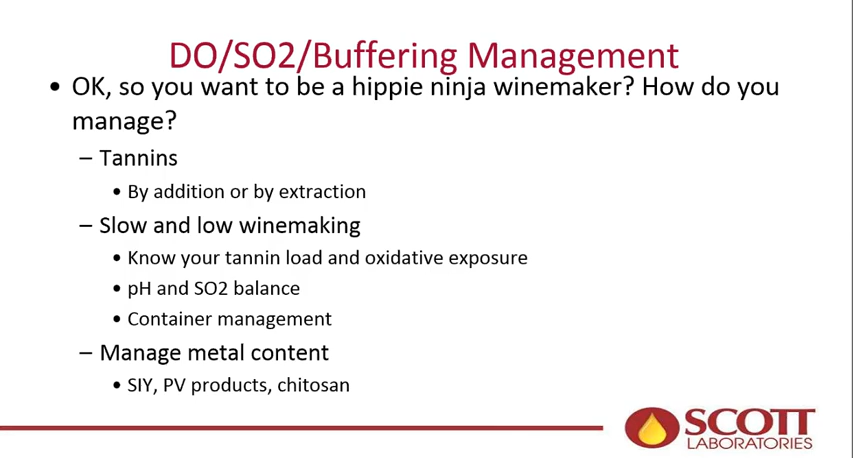 DO/SO2/Buffering Management
• OK, so you want to be a hippie ninja winemaker? How do you
manage?
– Tannins
• By addition or by extraction
– Slow and low winemaking
• Know your tannin load and oxidative exposure
• pH and SO2 balance
• Container management
– Manage metal content
• SIY, PV products, chitosan
SCOTT
LABORATORIES